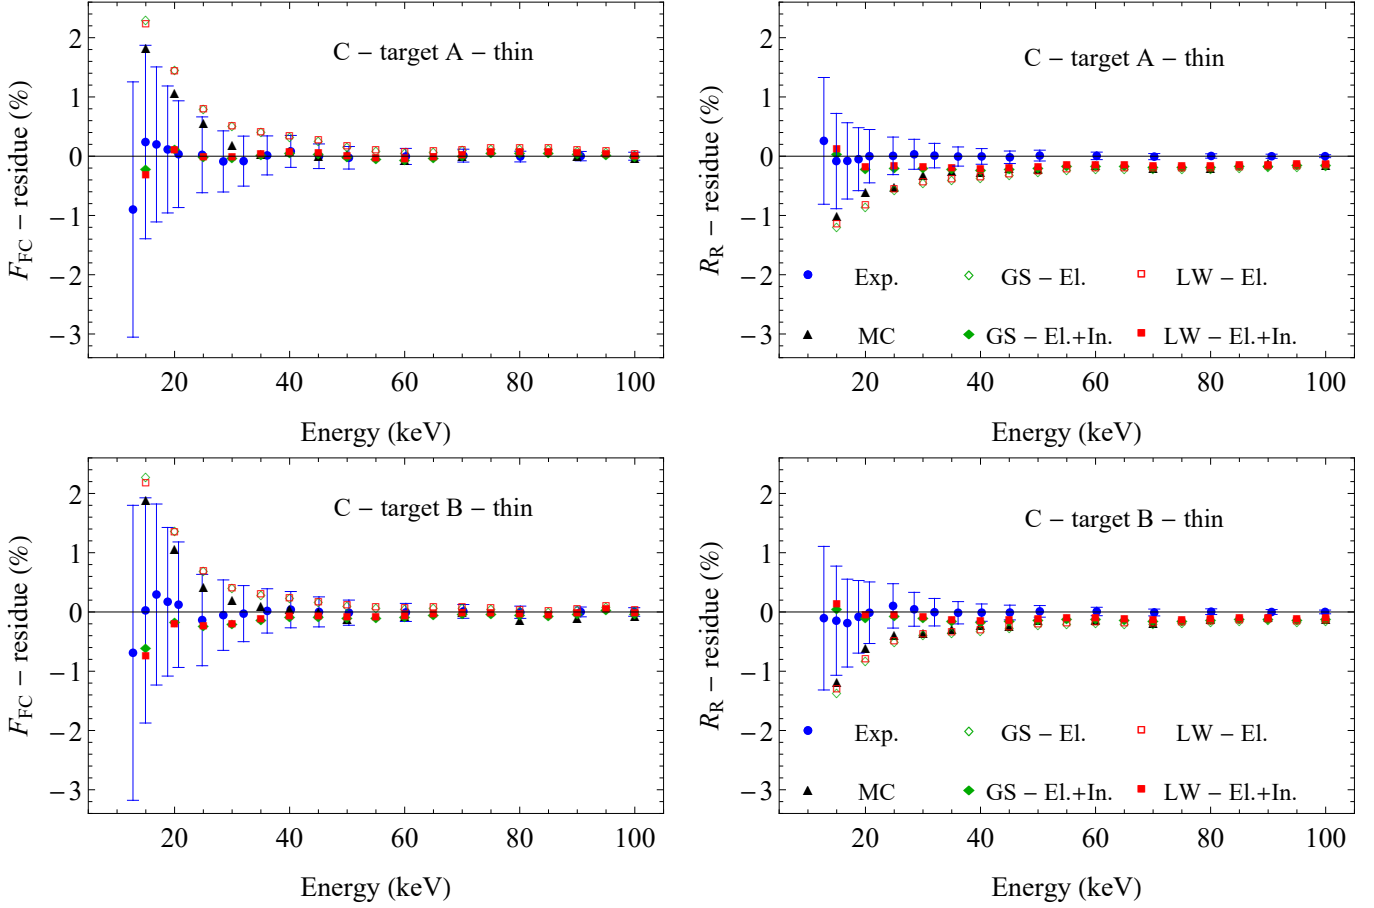 C – target A – thin
F_FC – residue (%)
2
1
0
−1
−2
−3
20
40
60
80
100
Energy (keV)
C – target A – thin
R_R – residue (%)
2
1
0
−1
−2
−3
Exp.
GS – El.
LW – El.
MC
GS – El.+In.
LW – El.+In.
20
40
60
80
100
Energy (keV)
C – target B – thin
F_FC – residue (%)
2
1
0
−1
−2
−3
20
40
60
80
100
Energy (keV)
C – target B – thin
R_R – residue (%)
2
1
0
−1
−2
−3
Exp.
GS – El.
LW – El.
MC
GS – El.+In.
LW – El.+In.
20
40
60
80
100
Energy (keV)